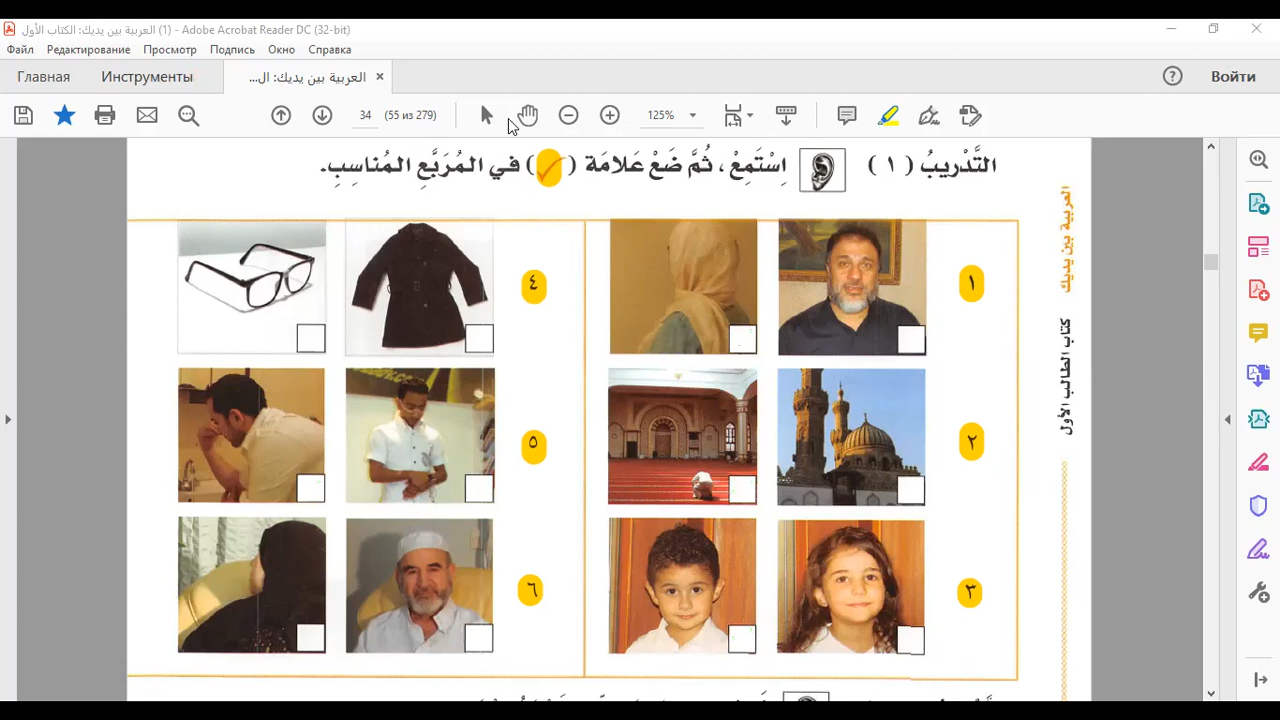 العربية بين يديك: الكتاب الأول (1) - Adobe Acrobat Reader DC (32-bit)
Файл Редактирование Просмотр Подпись Окно Справка
Главная Инструменты العربية بين يديك: ال... × Войти
34 (55 из 279) 125%
التَّدْريبُ ( ١ ) اِسْتَمِعْ ، ثُمَّ ضَعْ عَلامَة ( ✓ ) في المُرَبَّعِ المُناسِبِ.
العربية بين يديك
كتاب الطالب الأول
١
٤
٢
٥
٣
٦